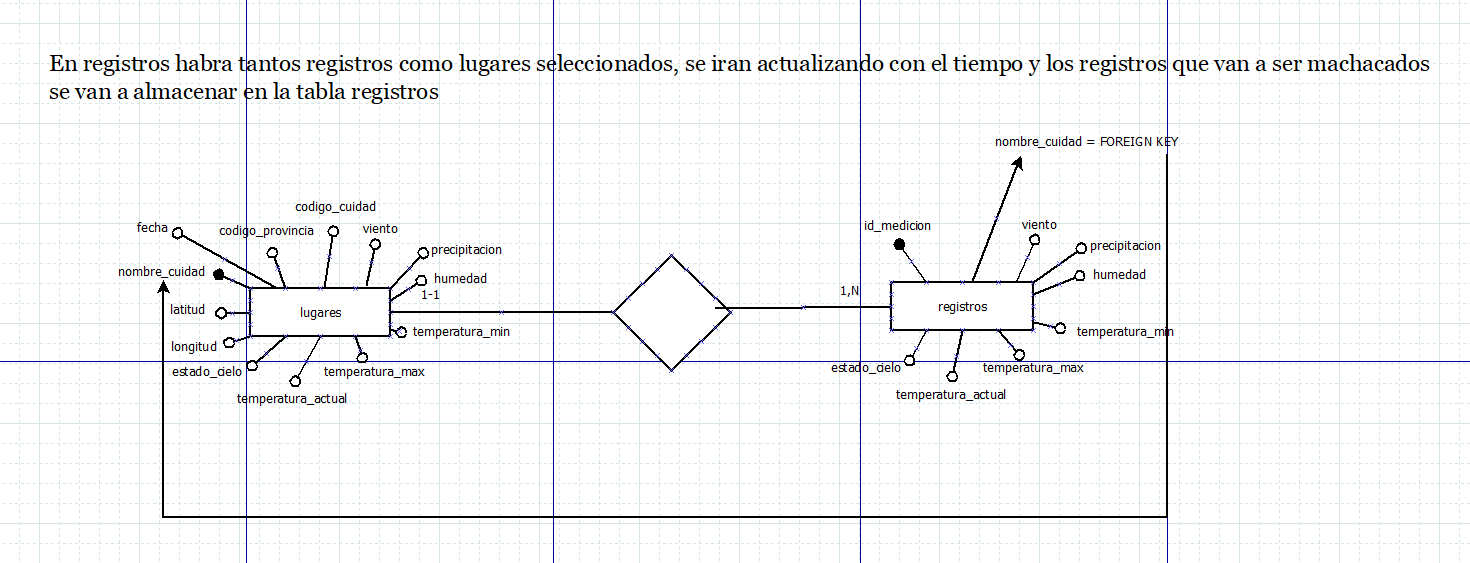 En registros habra tantos registros como lugares seleccionados, se iran actualizando con el tiempo y los registros que van a ser machacados
se van a almacenar en la tabla registros
nombre_cuidad = FOREIGN KEY
codigo_cuidad
fecha
codigo_provincia
viento
precipitacion
nombre_cuidad
humedad
1-1
latitud
lugares
temperatura_min
longitud
estado_cielo
temperatura_max
temperatura_actual
id_medicion
viento
precipitacion
humedad
1,N
registros
temperatura_min
estado_cielo
temperatura_max
temperatura_actual